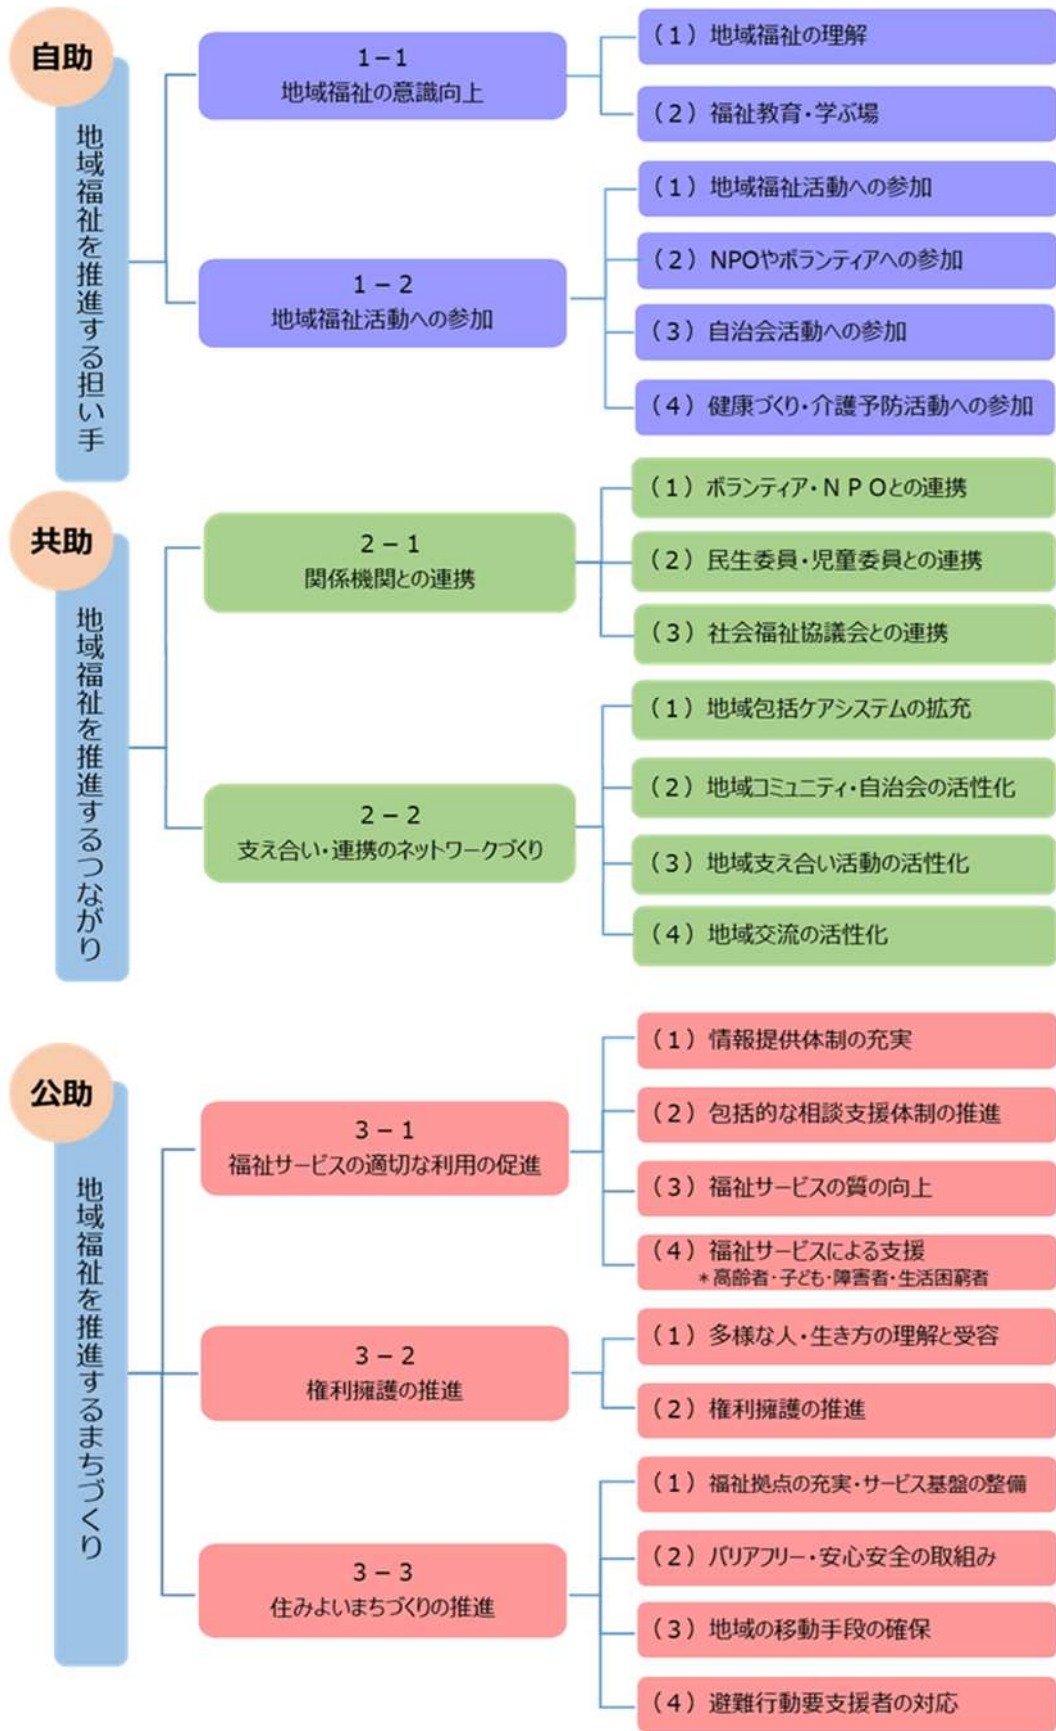 自助
地域福祉を推進する担い手
1－1
地域福祉の意識向上
（1）地域福祉の理解
（2）福祉教育・学ぶ場
1－2
地域福祉活動への参加
（1）地域福祉活動への参加
（2）NPOやボランティアへの参加
（3）自治会活動への参加
（4）健康づくり・介護予防活動への参加
共助
地域福祉を推進するつながり
2－1
関係機関との連携
（1）ボランティア・ＮＰＯとの連携
（2）民生委員・児童委員との連携
（3）社会福祉協議会との連携
2－2
支え合い・連携のネットワークづくり
（1）地域包括ケアシステムの拡充
（2）地域コミュニティ・自治会の活性化
（3）地域支え合い活動の活性化
（4）地域交流の活性化
公助
地域福祉を推進するまちづくり
3－1
福祉サービスの適切な利用の促進
（1）情報提供体制の充実
（2）包括的な相談支援体制の推進
（3）福祉サービスの質の向上
（4）福祉サービスによる支援
＊高齢者・子ども・障害者・生活困窮者
3－2
権利擁護の推進
（1）多様な人・生き方の理解と受容
（2）権利擁護の推進
3－3
住みよいまちづくりの推進
（1）福祉拠点の充実・サービス基盤の整備
（2）バリアフリー・安心安全の取組み
（3）地域の移動手段の確保
（4）避難行動要支援者の対応